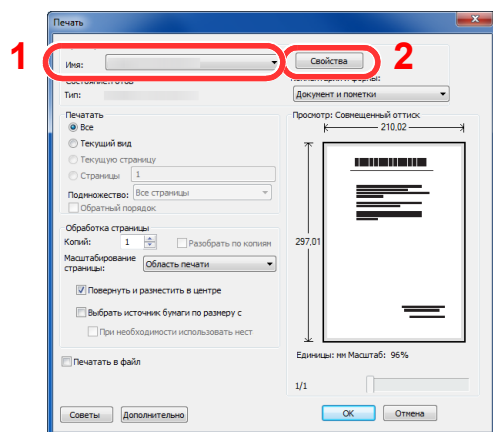 Печать
1
2
Имя:
Свойства
Тип:
Документ и пометки
Печатать
Все
Текущий вид
Текущую страницу
Страницы 1
Подмножество: Все страницы
Обратный порядок
Просмотр: Совмещенный оттиск
210,02
297,01
Обработка страницы
Копий: 1
Разобрать по копиям
Масштабирование страницы: Область печати
Повернуть и разместить в центре
Выбрать источник бумаги по размеру с
При необходимости использовать нест
Печатать в файл
Единицы: мм Масштаб: 96%
1/1
Советы
Дополнительно
OK
Отмена